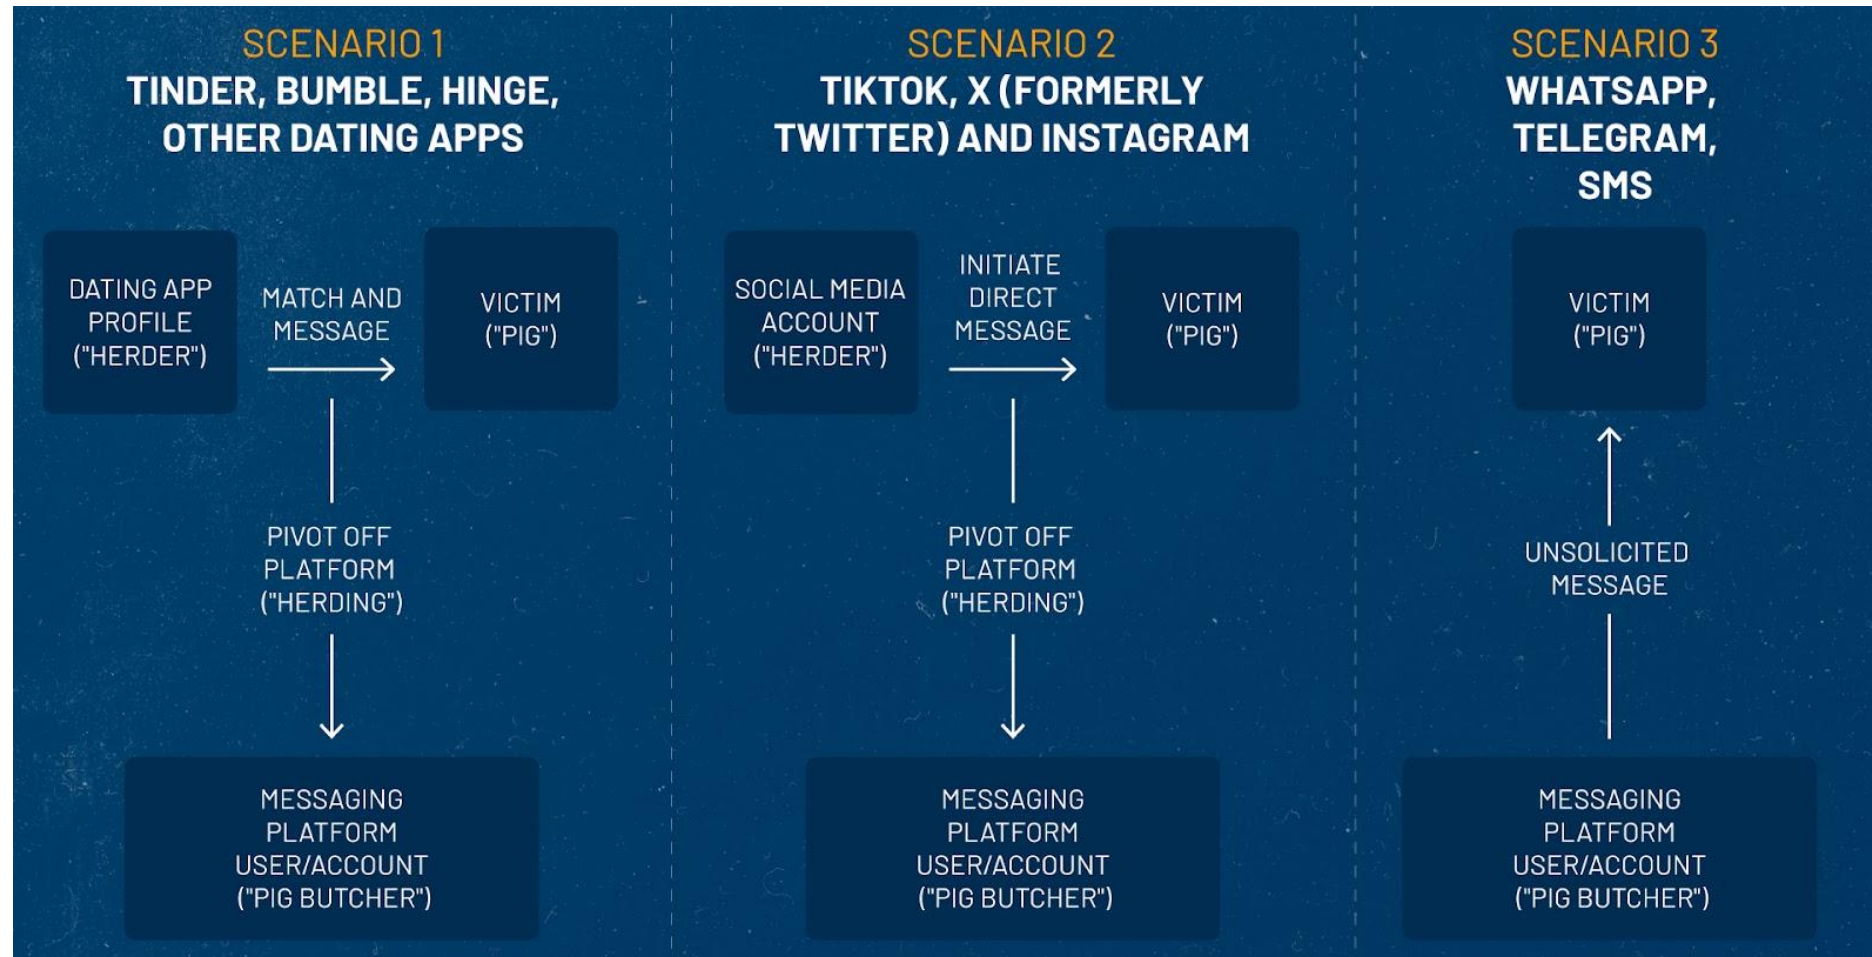 SCENARIO 1
TINDER, BUMBLE, HINGE,
OTHER DATING APPS
DATING APP
PROFILE
("HERDER")
MATCH AND
MESSAGE
VICTIM
("PIG")
PIVOT OFF
PLATFORM
("HERDING")
MESSAGING
PLATFORM
USER/ACCOUNT
("PIG BUTCHER")
SCENARIO 2
TIKTOK, X (FORMERLY
TWITTER) AND INSTAGRAM
SOCIAL MEDIA
ACCOUNT
("HERDER")
INITIATE
DIRECT
MESSAGE
VICTIM
("PIG")
PIVOT OFF
PLATFORM
("HERDING")
MESSAGING
PLATFORM
USER/ACCOUNT
("PIG BUTCHER")
SCENARIO 3
WHATSAPP,
TELEGRAM,
SMS
VICTIM
("PIG")
UNSOLICITED
MESSAGE
MESSAGING
PLATFORM
USER/ACCOUNT
("PIG BUTCHER")